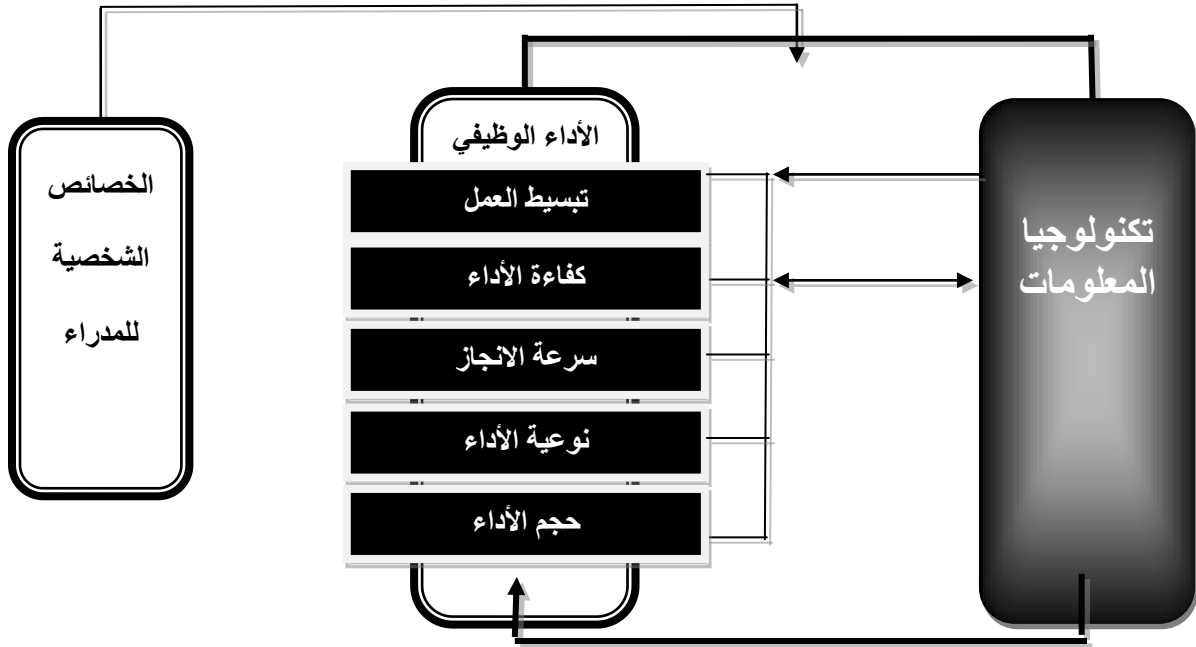 تكنولوجيا
المعلومات
الأداء الوظيفي
تبسيط العمل
كفاءة الأداء
سرعة الانجاز
نوعية الأداء
حجم الأداء
الخصائص
الشخصية
للمدراء